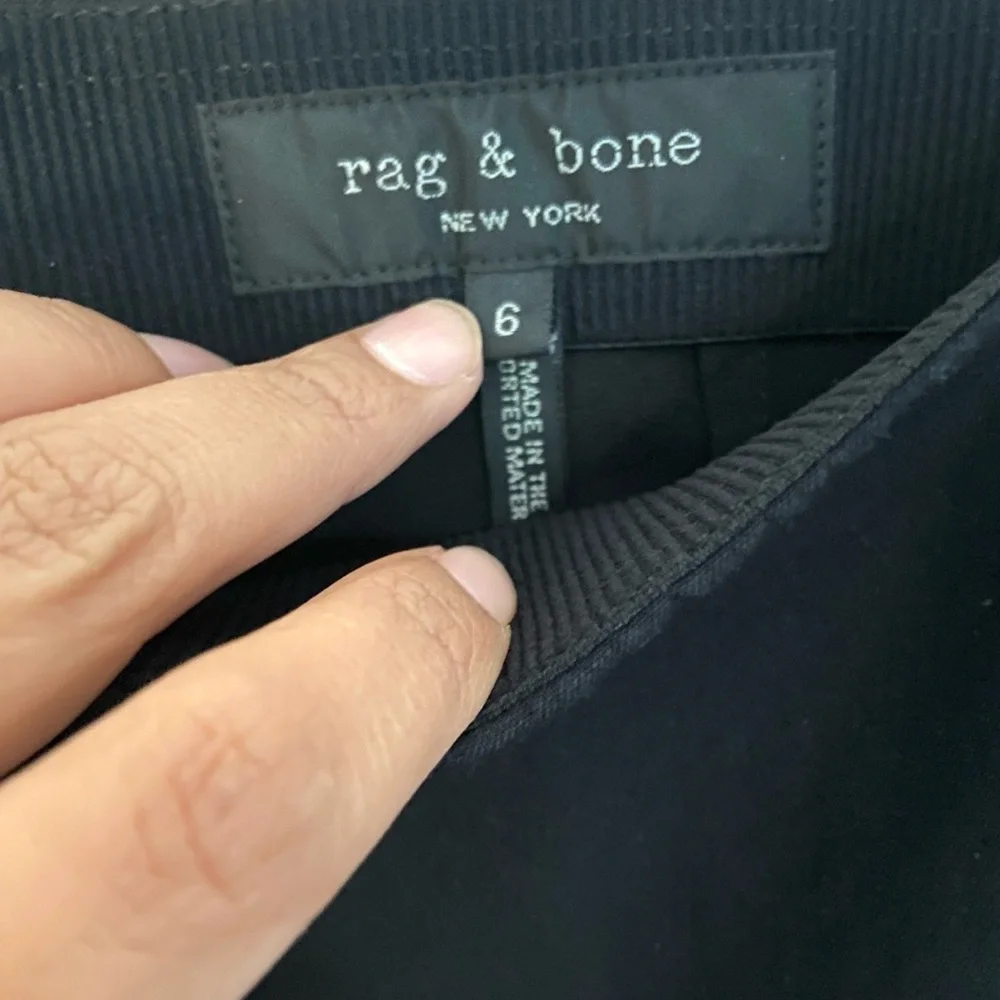 rag & bone
NEW YORK
6
MADE IN THE
ORTED MATER